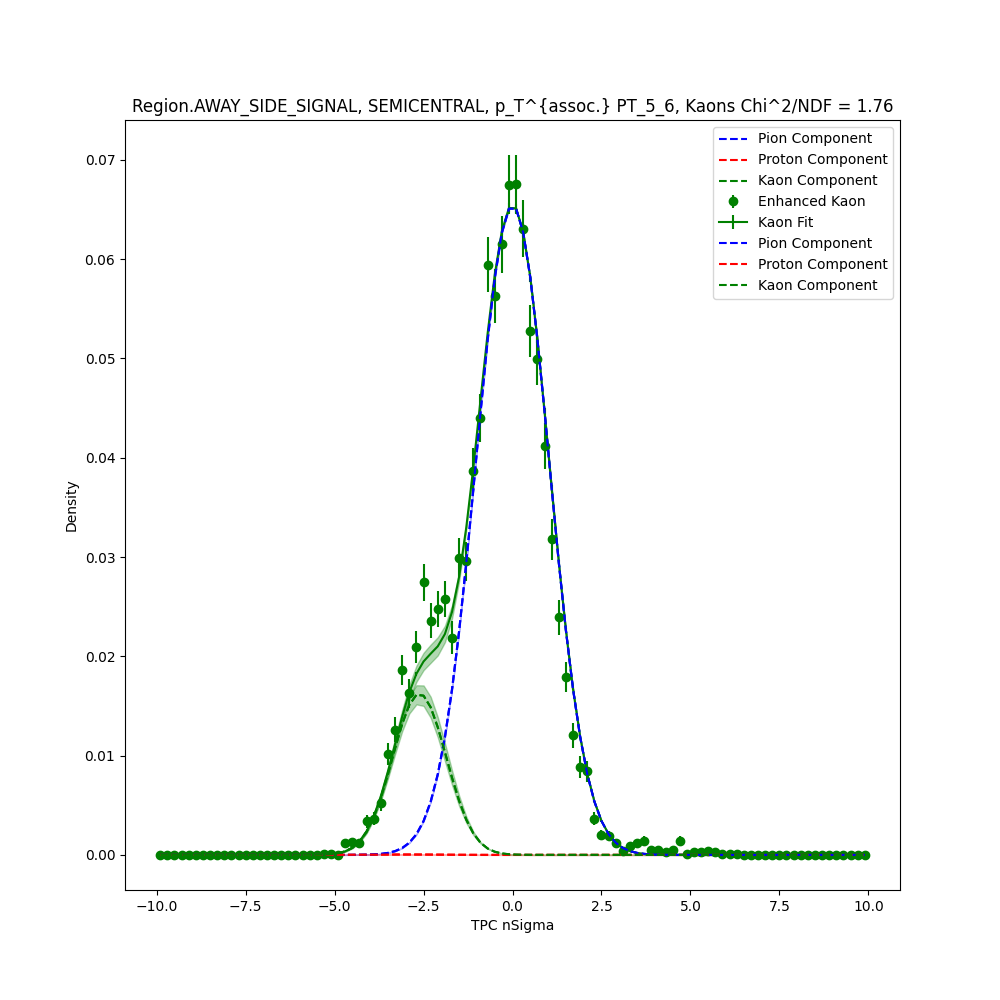 Region.AWAY_SIDE_SIGNAL, SEMICENTRAL, p_T^{assoc.} PT_5_6, Kaons Chi^2/NDF = 1.76
Pion Component
Proton Component
Kaon Component
Enhanced Kaon
Kaon Fit
Pion Component
Proton Component
Kaon Component
0.07
0.06
0.05
0.04
0.03
0.02
0.01
0.00
Density
−10.0 −7.5 −5.0 −2.5 0.0 2.5 5.0 7.5 10.0
TPC nSigma